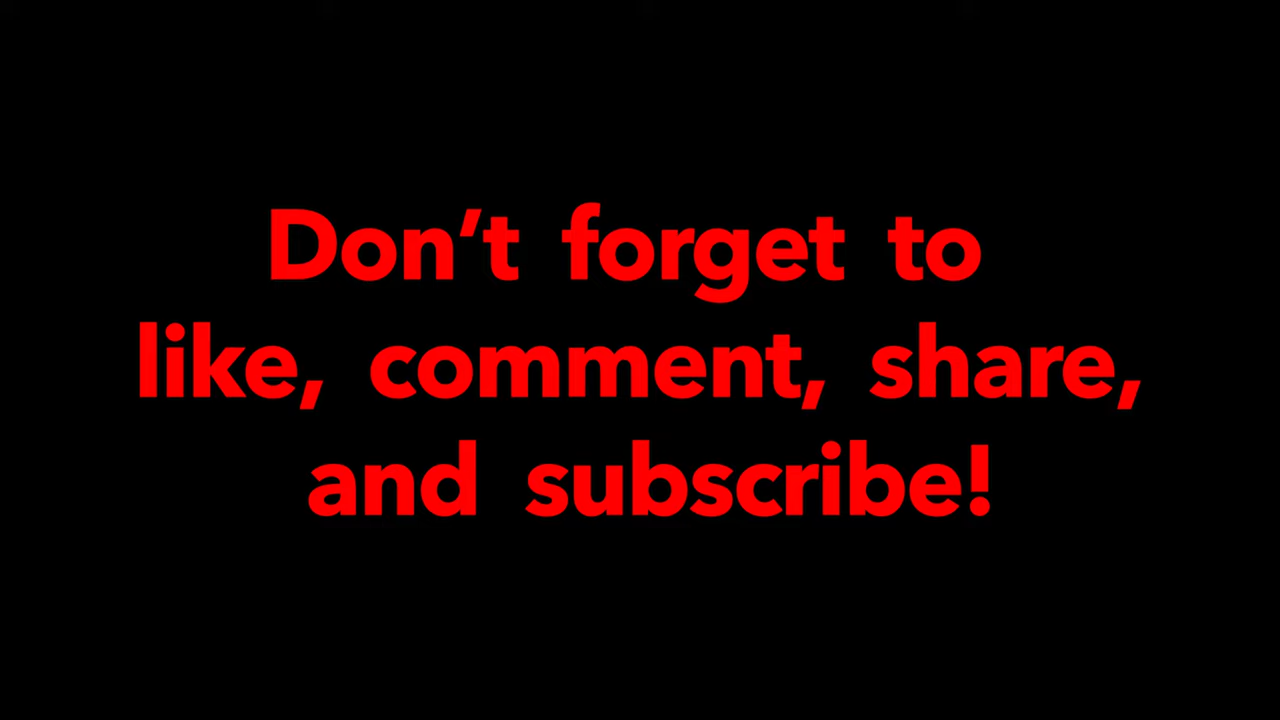 Don’t forget to
like, comment, share,
and subscribe!